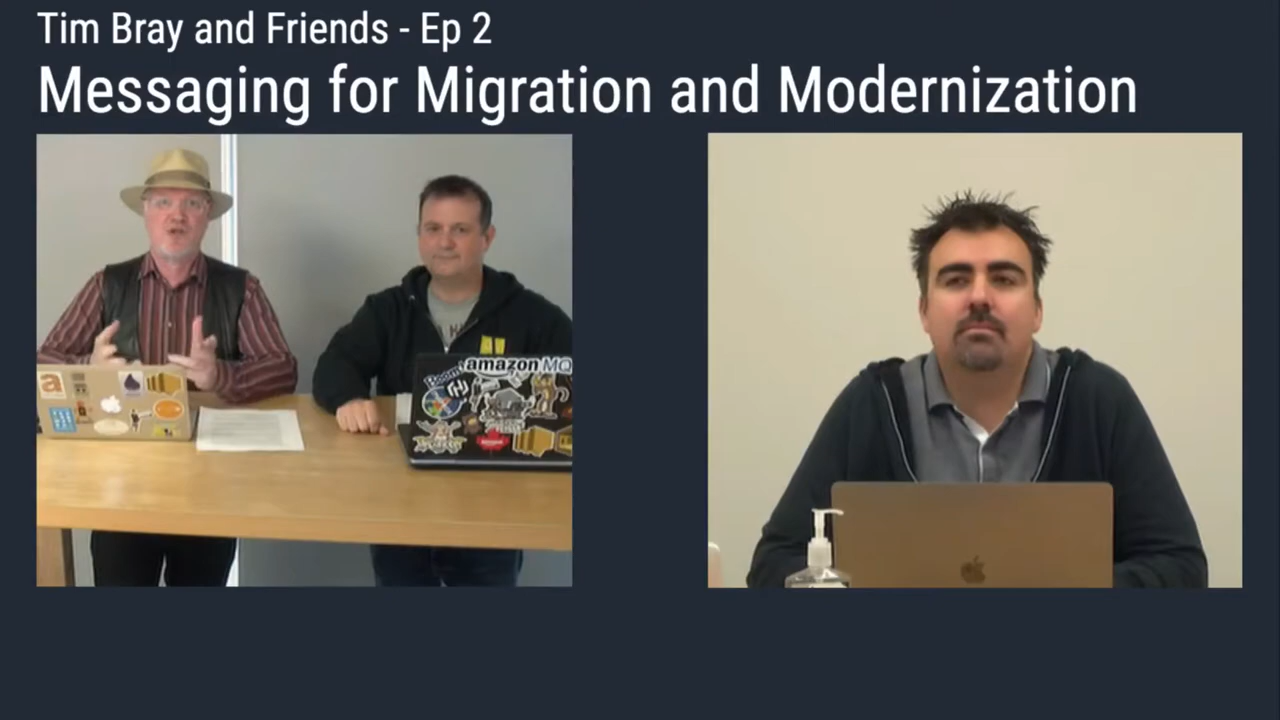 Tim Bray and Friends - Ep 2
Messaging for Migration and Modernization
amazon MQ
a